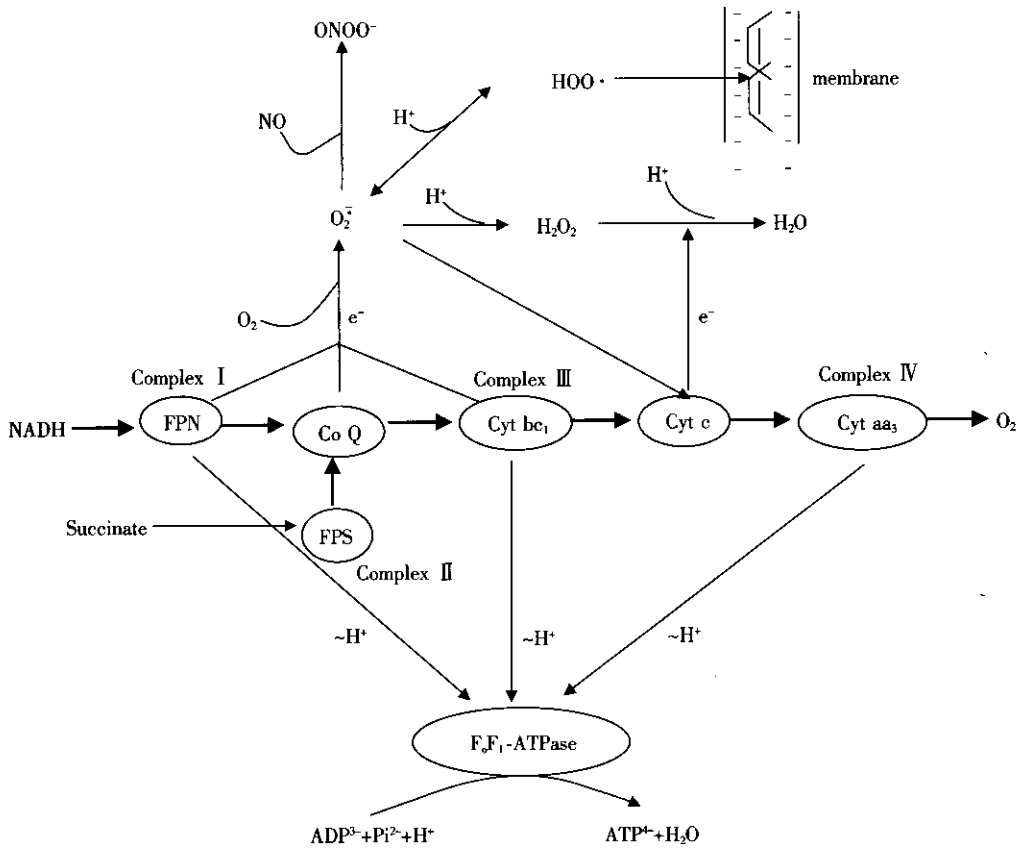 ONOO⁻
HOO·
membrane
NO
H⁺
O₂⁻·
H⁺
H₂O₂
H⁺
H₂O
O₂
e⁻
e⁻
Complex Ⅰ
Complex Ⅲ
Complex Ⅳ
NADH
FPN
Co Q
Cyt bc₁
Cyt c
Cyt aa₃
O₂
Succinate
FPS
Complex Ⅱ
~H⁺
~H⁺
~H⁺
FₒF₁-ATPase
ADP³⁻+Pi²⁻+H⁺
ATP⁴⁻+H₂O